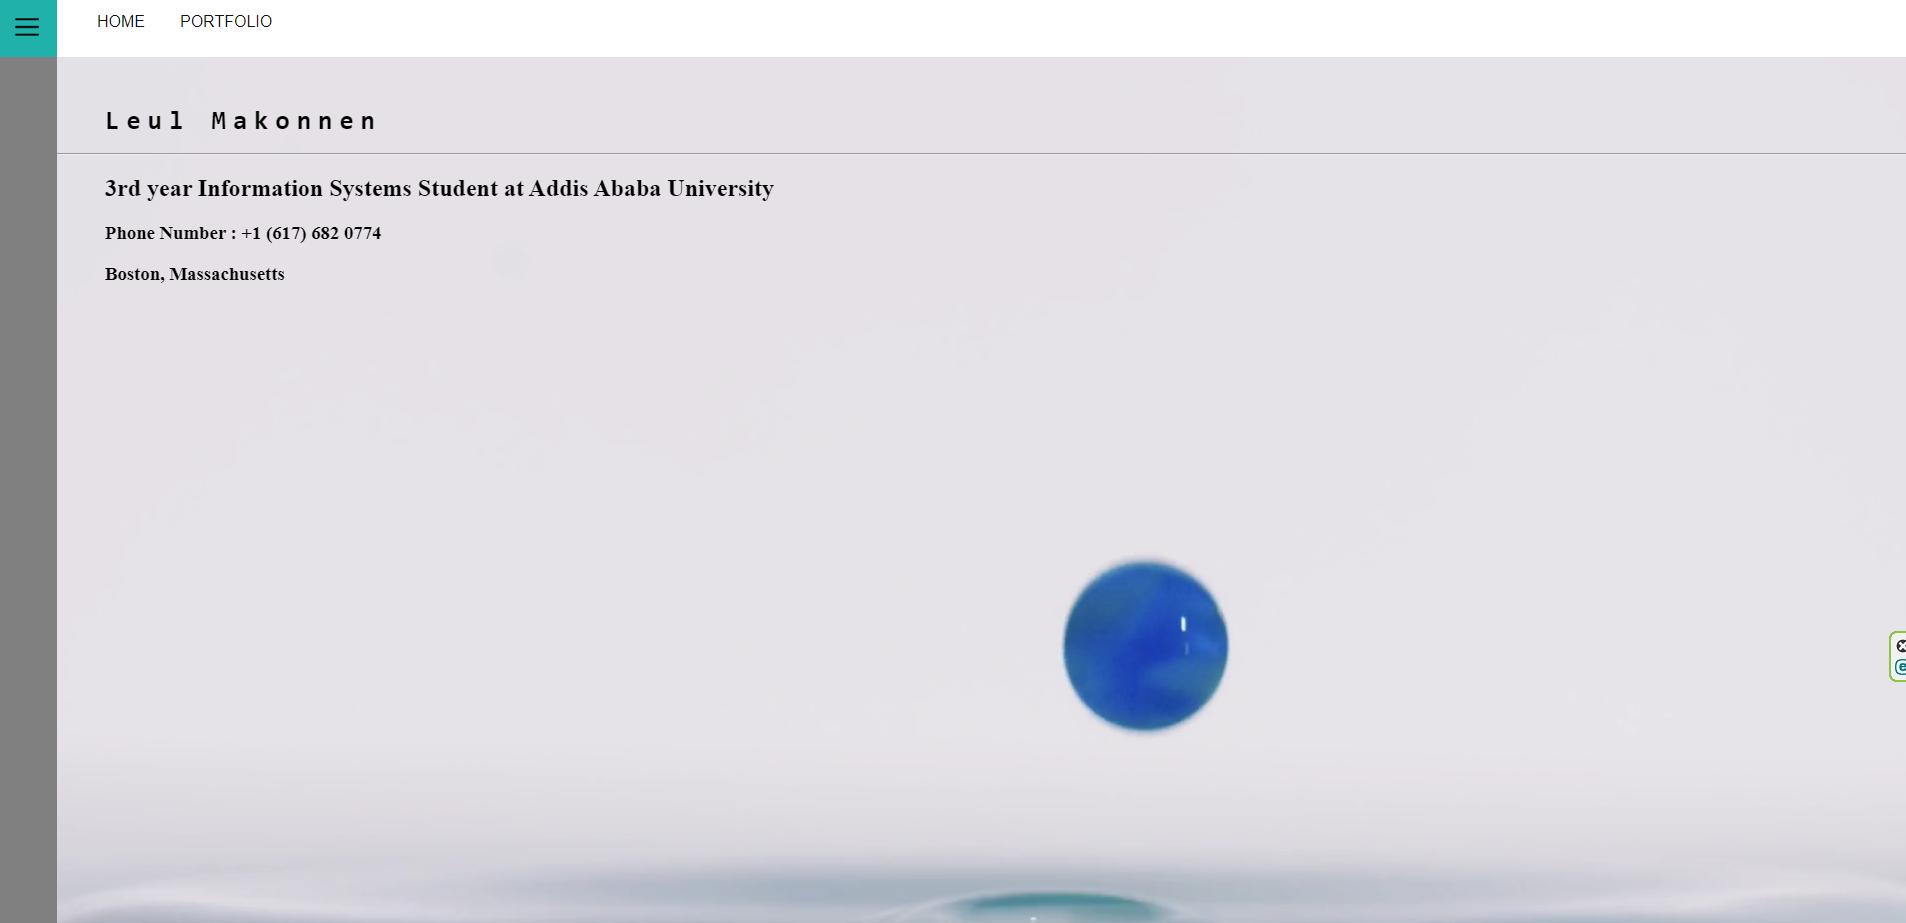 HOME PORTFOLIO
Leul Makonnen
3rd year Information Systems Student at Addis Ababa University
Phone Number : +1 (617) 682 0774
Boston, Massachusetts